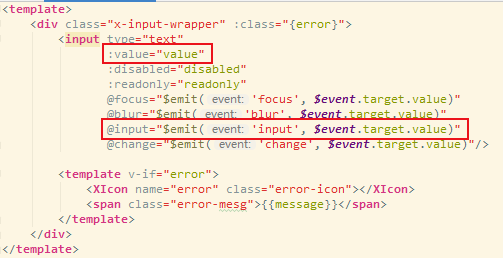 <template>
<div class="x-input-wrapper" :class="{error}">
<input type="text"
:value="value"
:disabled="disabled"
:readonly="readonly"
@focus="$emit( event: 'focus', $event.target.value)"
@blur="$emit( event: 'blur', $event.target.value)"
@input="$emit( event: 'input', $event.target.value)"
@change="$emit( event: 'change', $event.target.value)"/>
<template v-if="error">
<XIcon name="error" class="error-icon"></XIcon>
<span class="error-mesg">{{message}}</span>
</template>
</div>
</template>